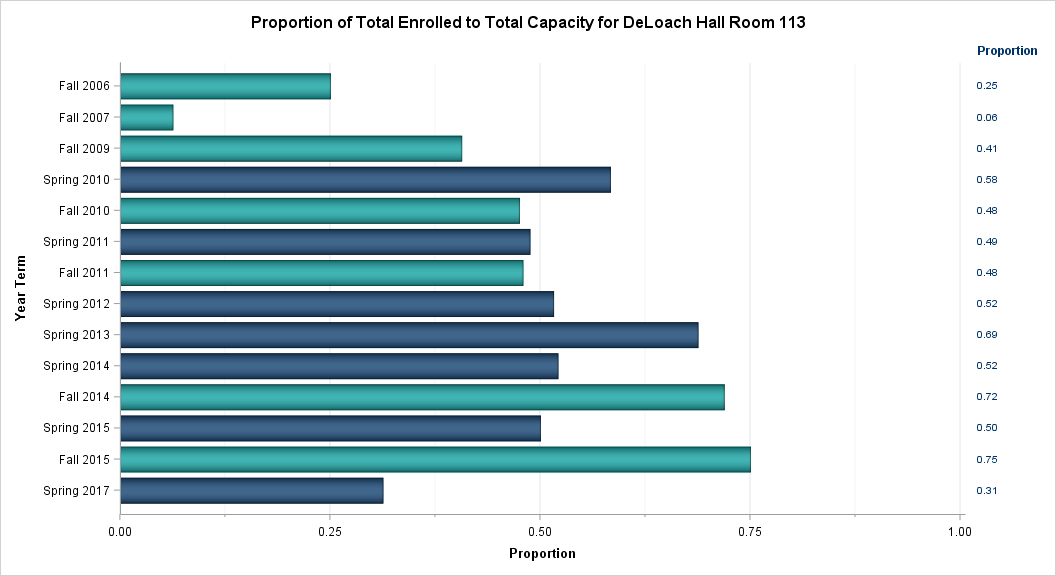 Proportion of Total Enrolled to Total Capacity for DeLoach Hall Room 113
Proportion
Fall 2006 0.25
Fall 2007 0.06
Fall 2009 0.41
Spring 2010 0.58
Fall 2010 0.48
Spring 2011 0.49
Fall 2011 0.48
Spring 2012 0.52
Spring 2013 0.69
Spring 2014 0.52
Fall 2014 0.72
Spring 2015 0.50
Fall 2015 0.75
Spring 2017 0.31
Year Term
0.00 0.25 0.50 0.75 1.00
Proportion